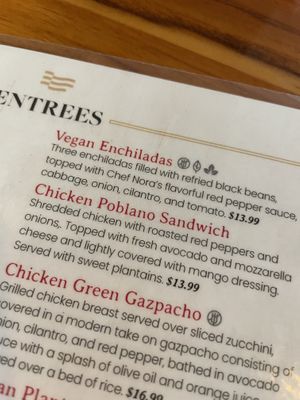 ENTREES
Vegan Enchiladas
Three enchiladas filled with refried black beans,
topped with Chef Nora's flavorful red pepper sauce,
cabbage, onion, cilantro, and tomato. $13.99
Chicken Poblano Sandwich
Shredded chicken with roasted red peppers and
onions. Topped with fresh avocado and mozzarella
cheese and lightly covered with mango dressing.
Served with sweet plantains. $13.99
Chicken Green Gazpacho
Grilled chicken breast served over sliced zucchini,
covered in a modern take on gazpacho consisting of
onion, cilantro, and red pepper, bathed in avocado
uce with a splash of olive oil and orange juice
ed over a bed of rice. $16.99